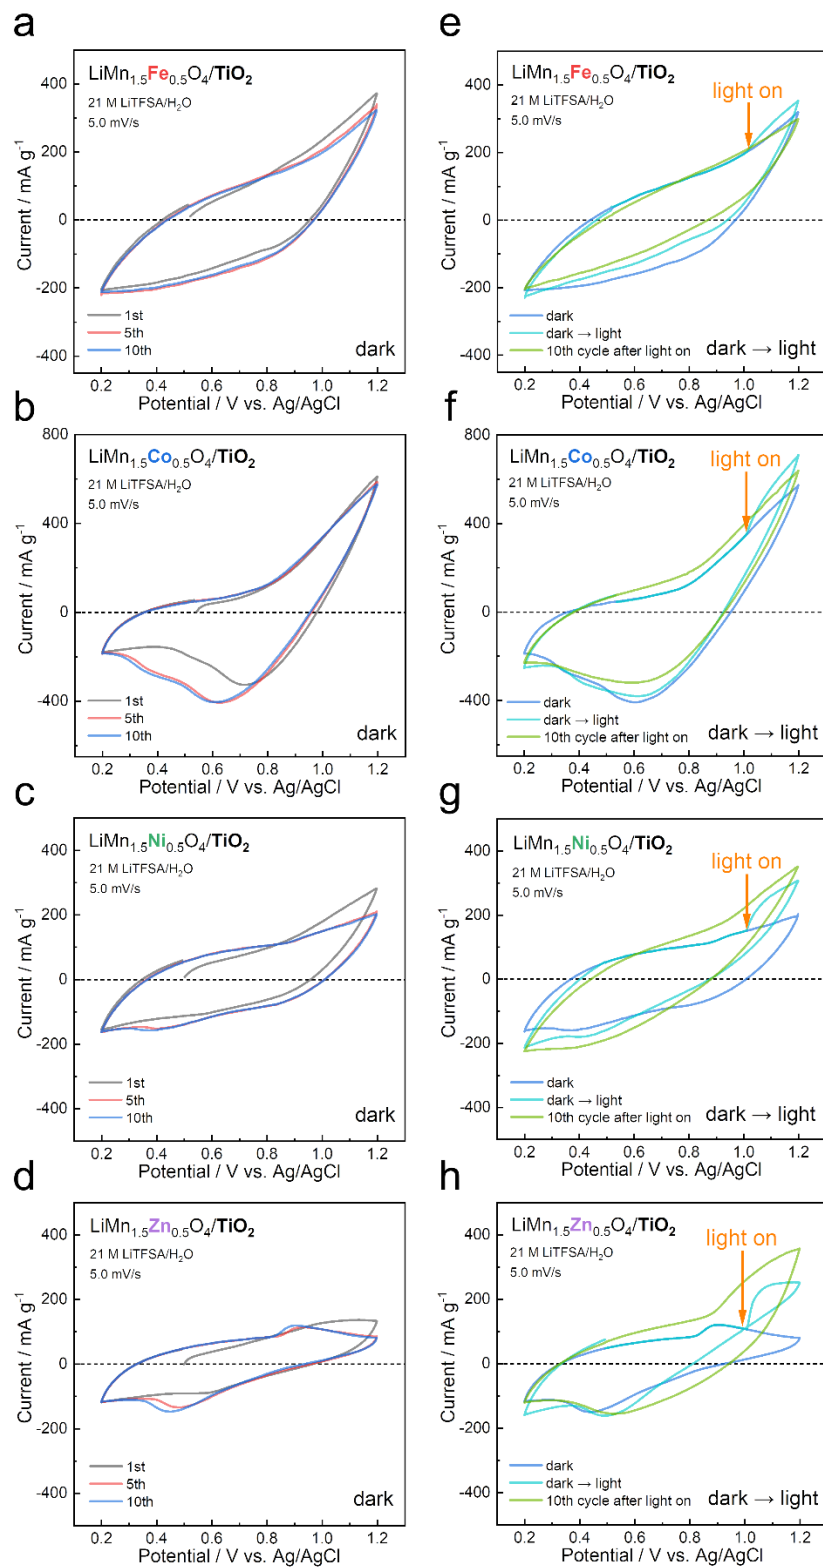 a
LiMn1.5Fe0.5O4/TiO2
21 M LiTFSA/H2O
5.0 mV/s
Current / mA g-1
400
200
0
-200
-400
1st
5th
10th
dark
0.2 0.4 0.6 0.8 1.0 1.2
Potential / V vs. Ag/AgCl
e
LiMn1.5Fe0.5O4/TiO2
21 M LiTFSA/H2O
5.0 mV/s
light on
Current / mA g-1
400
200
0
-200
-400
dark
dark → light
10th cycle after light on
dark → light
0.2 0.4 0.6 0.8 1.0 1.2
Potential / V vs. Ag/AgCl
b
LiMn1.5Co0.5O4/TiO2
21 M LiTFSA/H2O
5.0 mV/s
Current / mA g-1
800
400
0
-400
1st
5th
10th
dark
0.2 0.4 0.6 0.8 1.0 1.2
Potential / V vs. Ag/AgCl
f
LiMn1.5Co0.5O4/TiO2
21 M LiTFSA/H2O
5.0 mV/s
light on
Current / mA g-1
800
400
0
-400
dark
dark → light
10th cycle after light on
dark → light
0.2 0.4 0.6 0.8 1.0 1.2
Potential / V vs. Ag/AgCl
c
LiMn1.5Ni0.5O4/TiO2
21 M LiTFSA/H2O
5.0 mV/s
Current / mA g-1
400
200
0
-200
-400
1st
5th
10th
dark
0.2 0.4 0.6 0.8 1.0 1.2
Potential / V vs. Ag/AgCl
g
LiMn1.5Ni0.5O4/TiO2
21 M LiTFSA/H2O
5.0 mV/s
light on
Current / mA g-1
400
200
0
-200
-400
dark
dark → light
10th cycle after light on
dark → light
0.2 0.4 0.6 0.8 1.0 1.2
Potential / V vs. Ag/AgCl
d
LiMn1.5Zn0.5O4/TiO2
21 M LiTFSA/H2O
5.0 mV/s
Current / mA g-1
400
200
0
-200
-400
1st
5th
10th
dark
0.2 0.4 0.6 0.8 1.0 1.2
Potential / V vs. Ag/AgCl
h
LiMn1.5Zn0.5O4/TiO2
21 M LiTFSA/H2O
5.0 mV/s
light on
Current / mA g-1
400
200
0
-200
-400
dark
dark → light
10th cycle after light on
dark → light
0.2 0.4 0.6 0.8 1.0 1.2
Potential / V vs. Ag/AgCl